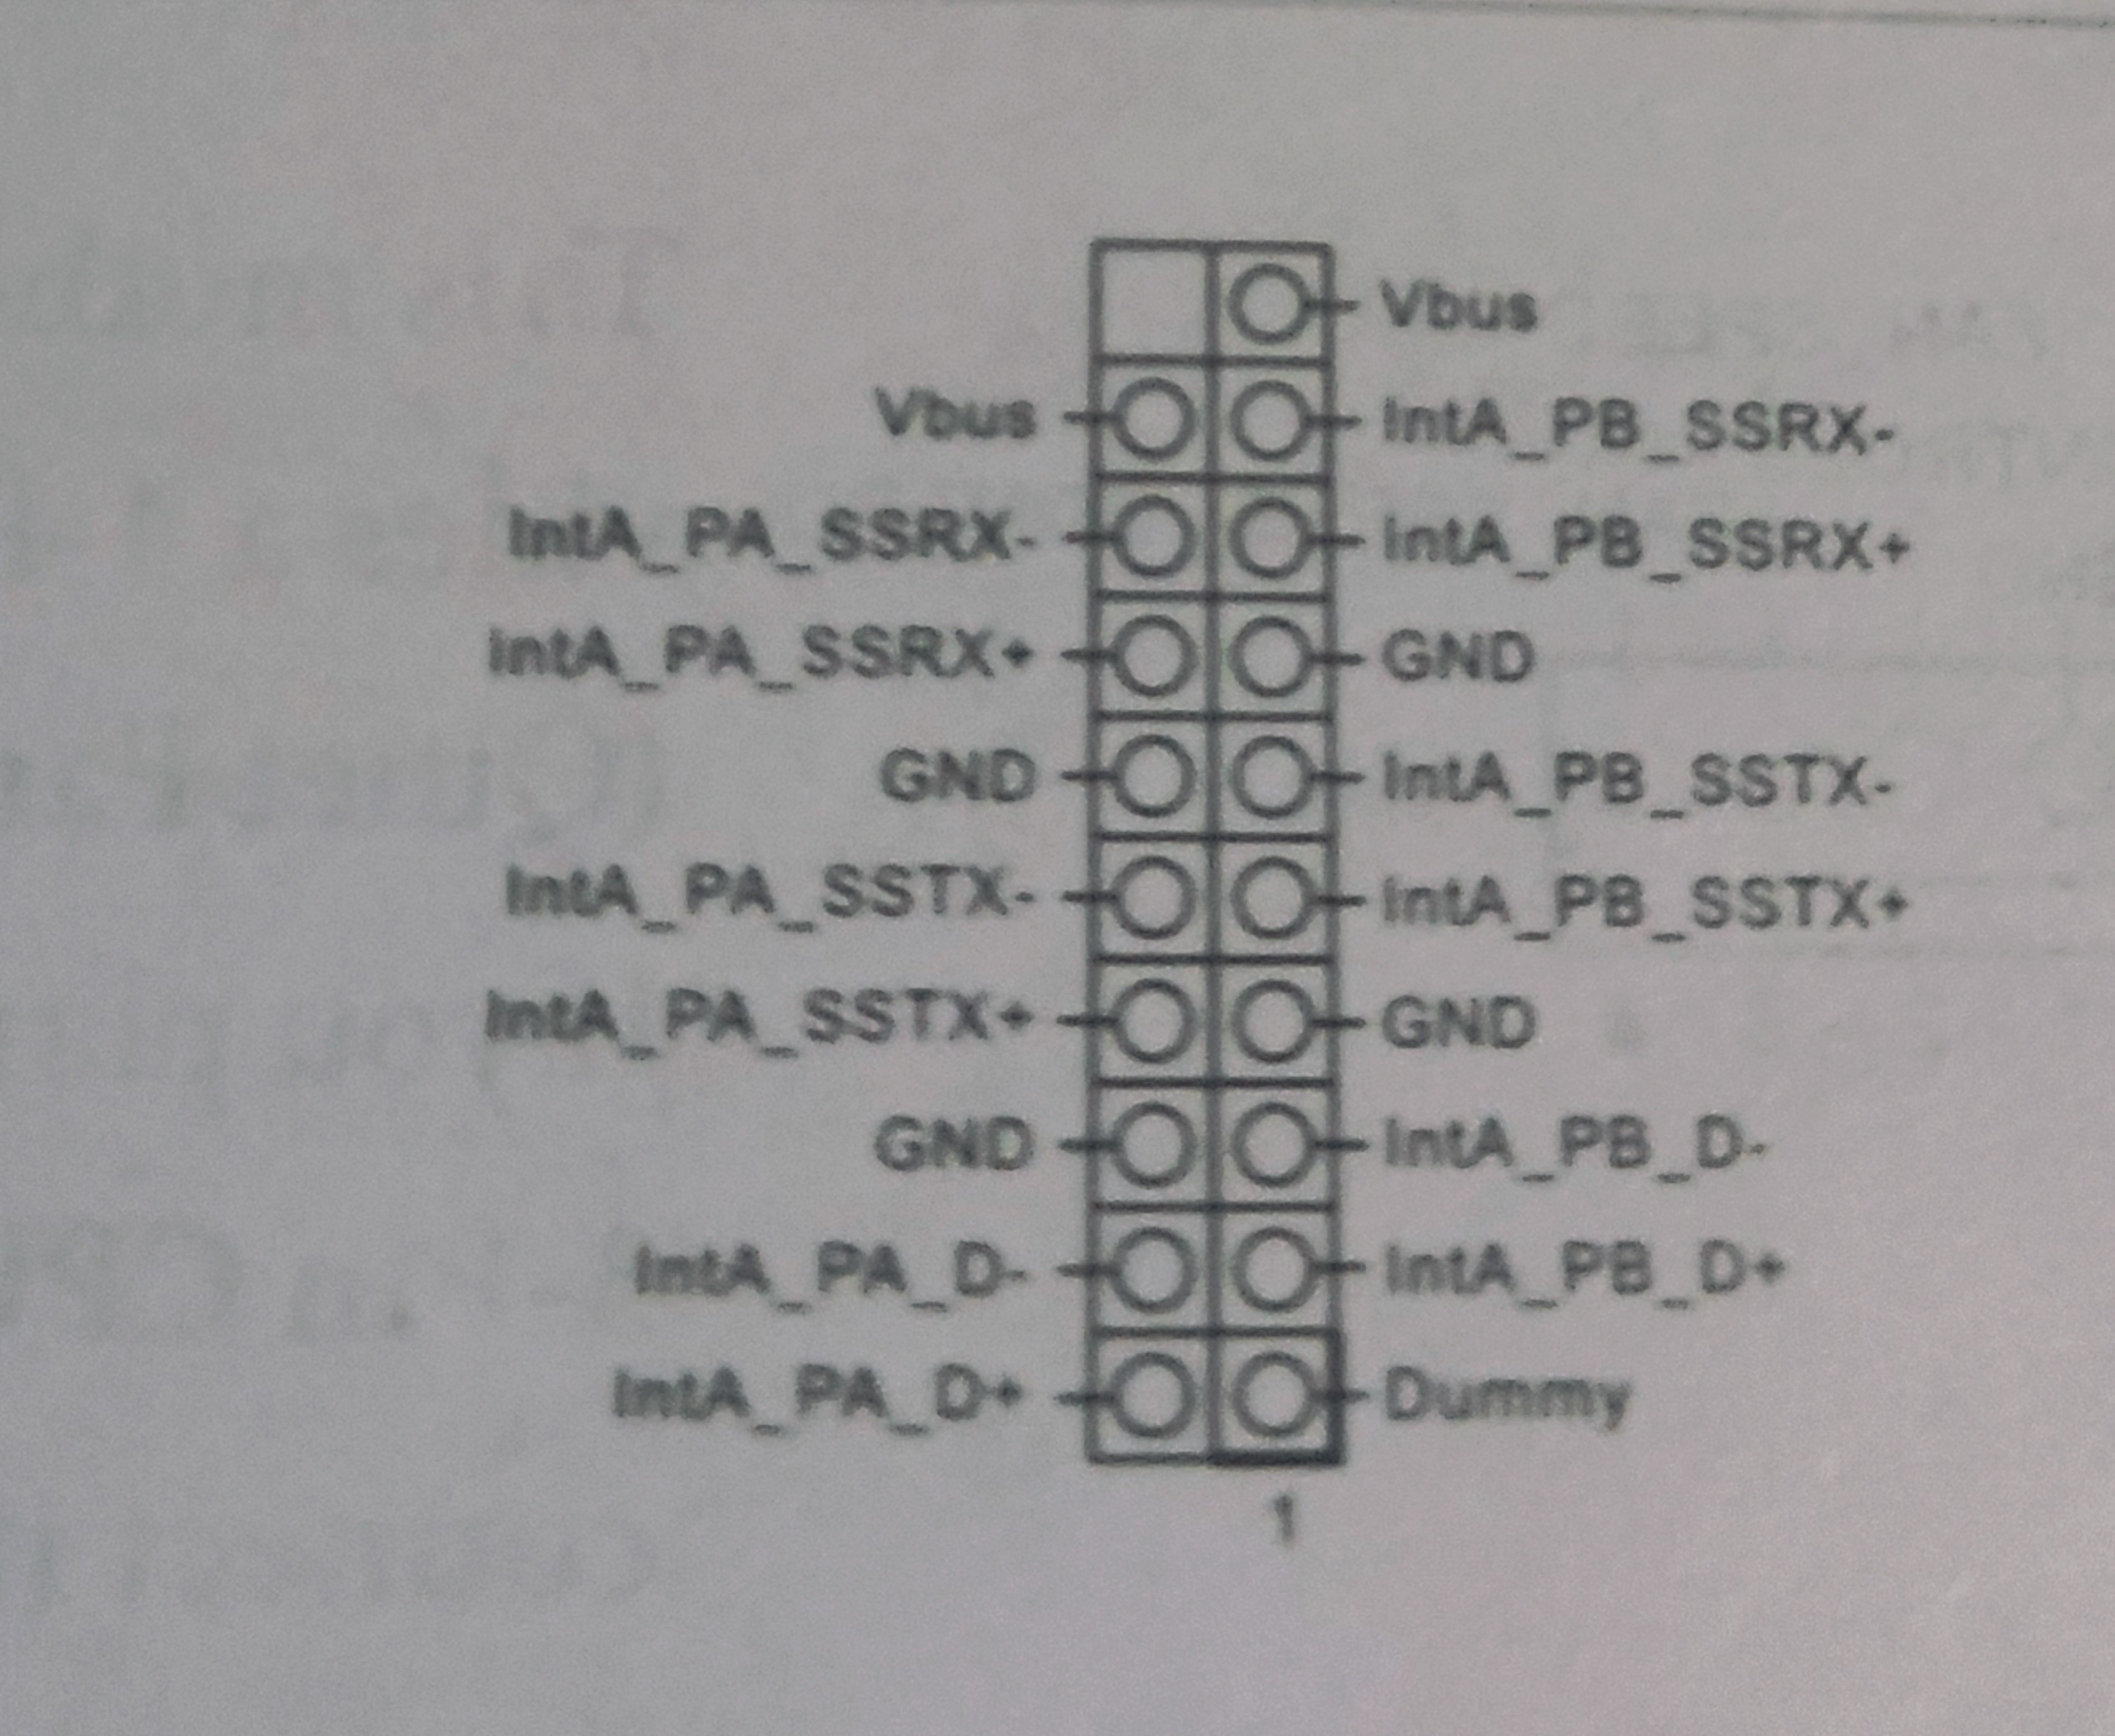 Vbus
Vbus IntA_PB_SSRX-
IntA_PA_SSRX- IntA_PB_SSRX+
IntA_PA_SSRX+ GND
GND IntA_PB_SSTX-
IntA_PA_SSTX- IntA_PB_SSTX+
IntA_PA_SSTX+ GND
GND IntA_PB_D-
IntA_PA_D- IntA_PB_D+
IntA_PA_D+ Dummy
1